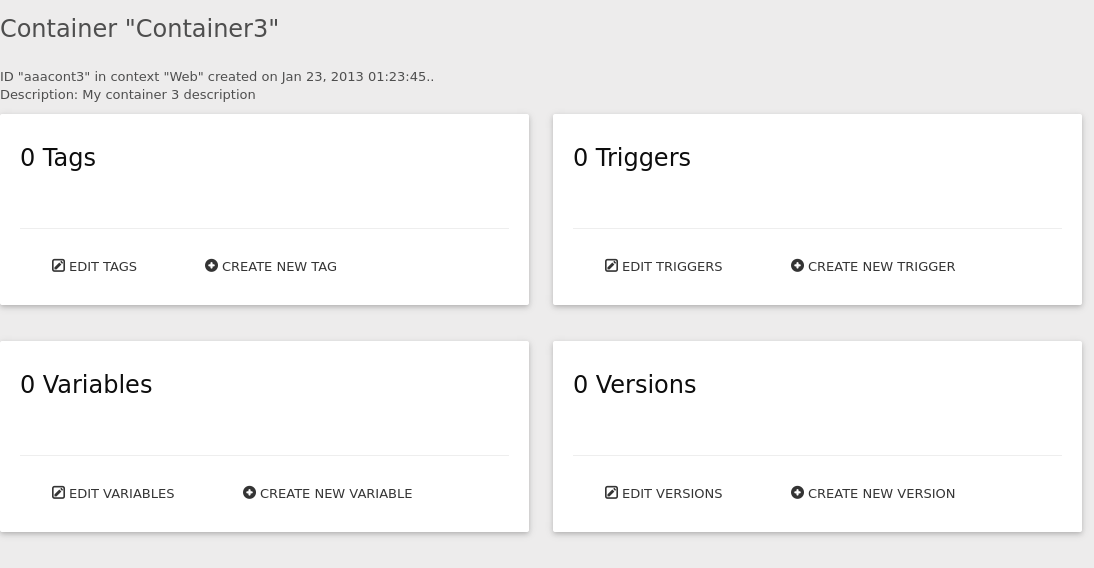 Container "Container3"
ID "aaacont3" in context "Web" created on Jan 23, 2013 01:23:45..
Description: My container 3 description
0 Tags
EDIT TAGS
CREATE NEW TAG
0 Triggers
EDIT TRIGGERS
CREATE NEW TRIGGER
0 Variables
EDIT VARIABLES
CREATE NEW VARIABLE
0 Versions
EDIT VERSIONS
CREATE NEW VERSION